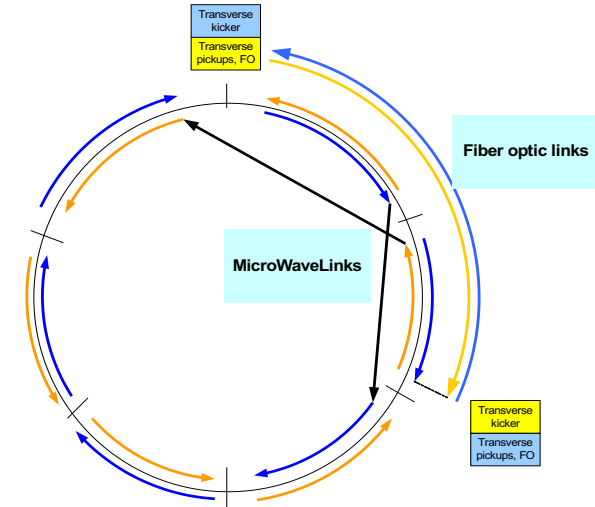 Transverse
kicker
Transverse
pickups, FO
Fiber optic links
MicroWaveLinks
Transverse
kicker
Transverse
pickups, FO